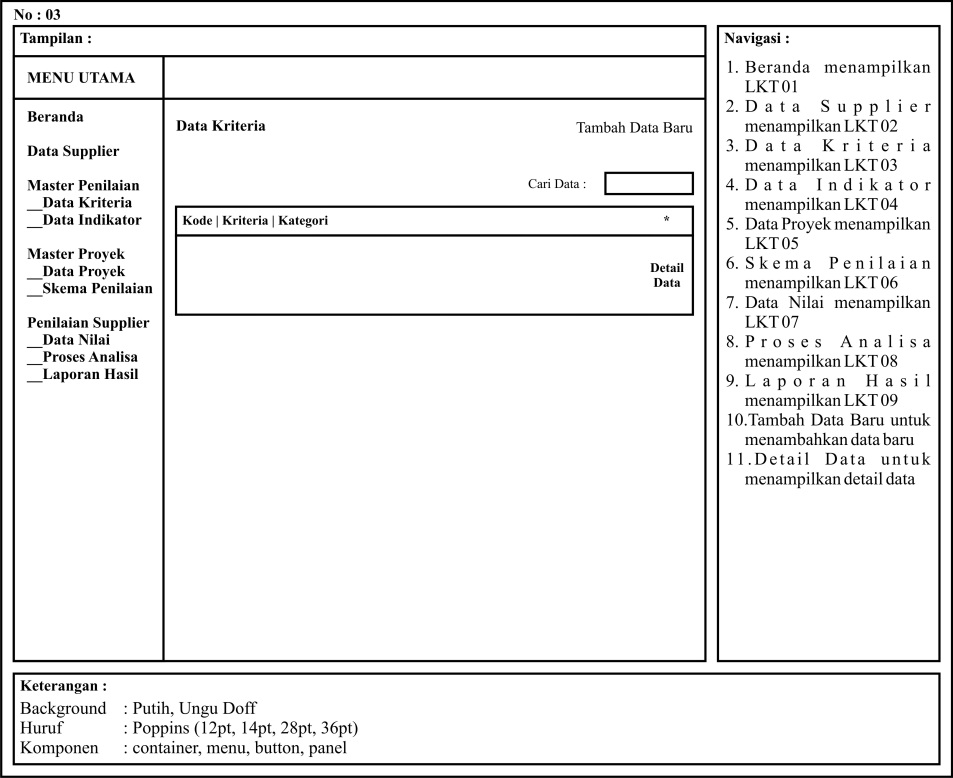 No : 03
Tampilan :
MENU UTAMA
Beranda
Data Supplier
Master Penilaian
__Data Kriteria
__Data Indikator
Master Proyek
__Data Proyek
__Skema Penilaian
Penilaian Supplier
__Data Nilai
__Proses Analisa
__Laporan Hasil
Data Kriteria
Tambah Data Baru
Cari Data :
Kode | Kriteria | Kategori *
Detail
Data
Navigasi :
1. Beranda menampilkan
LKT 01
2. Data Supplier
menampilkan LKT 02
3. Data Kriteria
menampilkan LKT 03
4. Data Indikator
menampilkan LKT 04
5. Data Proyek menampilkan
LKT 05
6. Skema Penilaian
menampilkan LKT 06
7. Data Nilai menampilkan
LKT 07
8. Proses Analisa
menampilkan LKT 08
9. Laporan Hasil
menampilkan LKT 09
10.Tambah Data Baru untuk
menambahkan data baru
11.Detail Data untuk
menampilkan detail data
Keterangan :
Background : Putih, Ungu Doff
Huruf : Poppins (12pt, 14pt, 28pt, 36pt)
Komponen : container, menu, button, panel